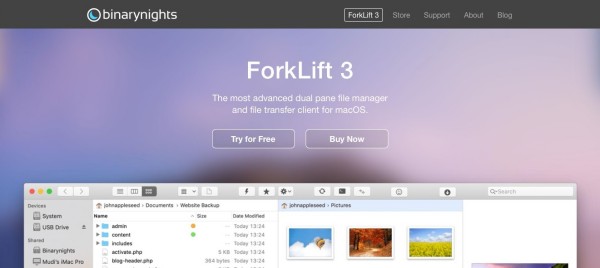 binarynights
ForkLift 3 Store Support About Blog
ForkLift 3
The most advanced dual pane file manager
and file transfer client for macOS.
Try for Free Buy Now
Search
Devices
System
USB Drive
Shared
Binarynights
Mudi's iMac Pro
johnappleseed › Documents › Website Backup
Name Size Date Modified
admin Today 13:24
content Today 13:24
includes Today 13:24
activate.php 5 KB Today 13:24
blog-header.php 364 bytes Today 13:24
johnappleseed › Pictures